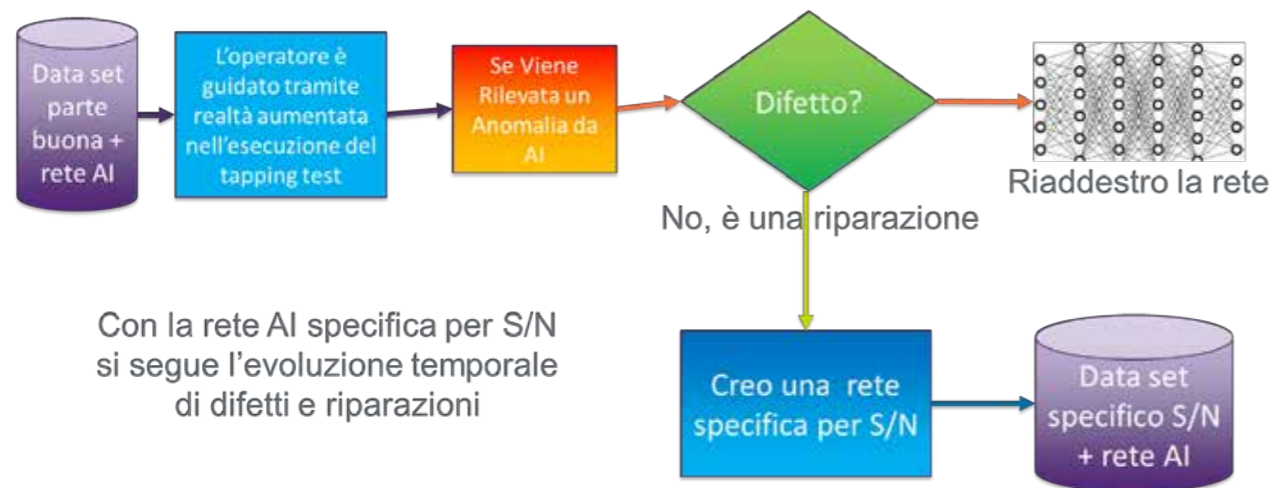 Data set
parte
buona +
rete AI
L'operatore è
guidato tramite
realtà aumentata
nell'esecuzione del
tapping test
Se Viene
Rilevata un
Anomalia da
AI
Difetto?
Riaddestro la rete
No, è una riparazione
Con la rete AI specifica per S/N
si segue l'evoluzione temporale
di difetti e riparazioni
Creo una rete
specifica per S/N
Data set
specifico S/N
+ rete AI